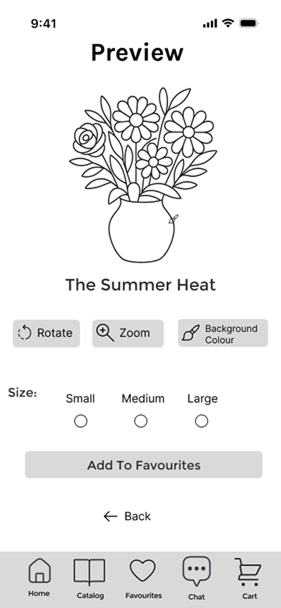 9:41
Preview
The Summer Heat
Rotate
Zoom
Background
Colour
Size:
Small Medium Large
Add To Favourites
Back
Home Catalog Favourites Chat Cart